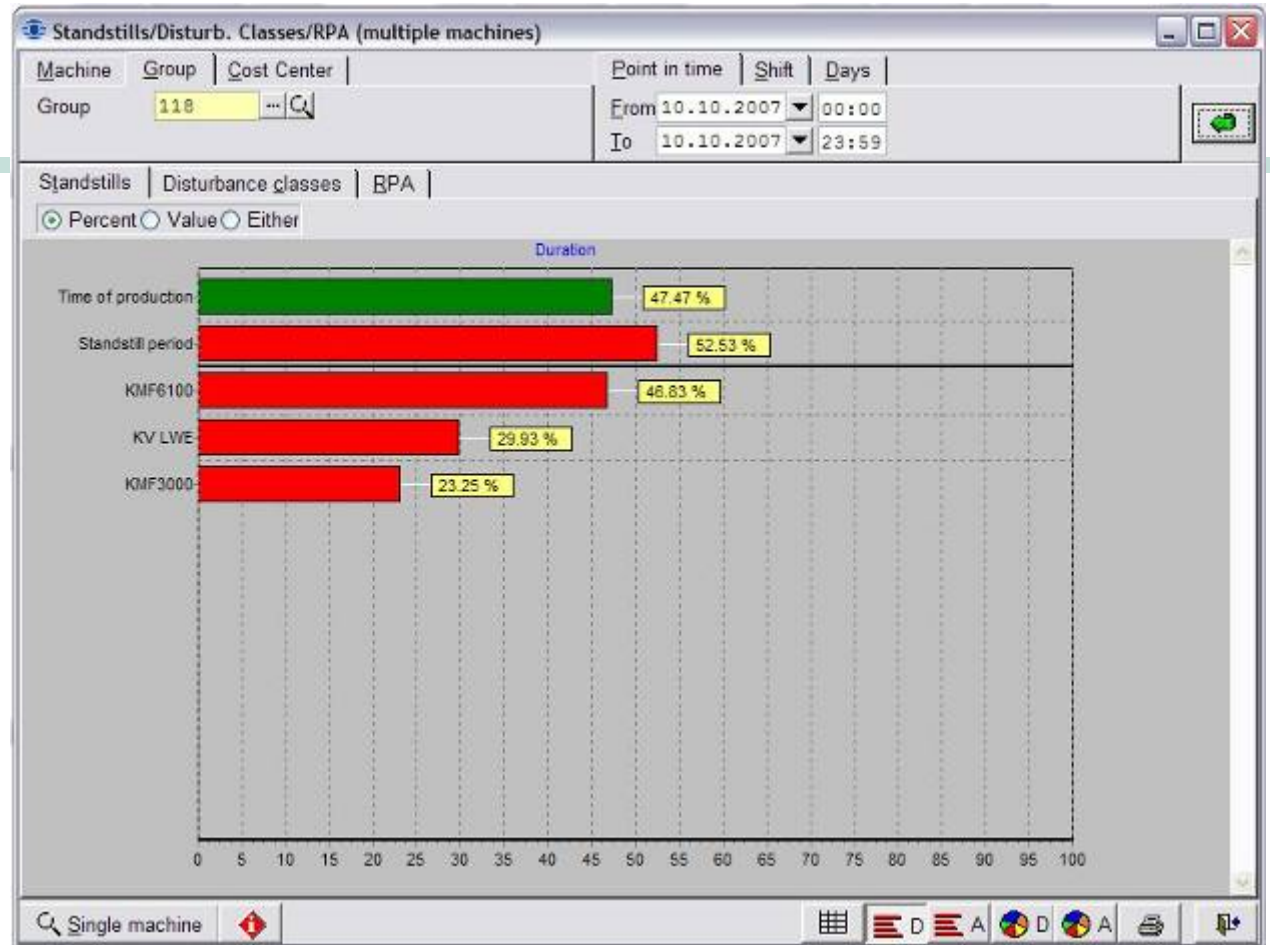 Standstills/Disturb. Classes/RPA (multiple machines)
Machine Group Cost Center Point in time Shift Days
Group 118 ... From 10.10.2007 00:00
To 10.10.2007 23:59
Standstills Disturbance classes RPA
Percent Value Either
Duration
Time of production 47.47 %
Standstill period 52.53 %
KMF6100 46.83 %
KV LWE 29.93 %
KMF3000 23.25 %
0 5 10 15 20 25 30 35 40 45 50 55 60 65 70 75 80 85 90 95 100
Single machine D A D A